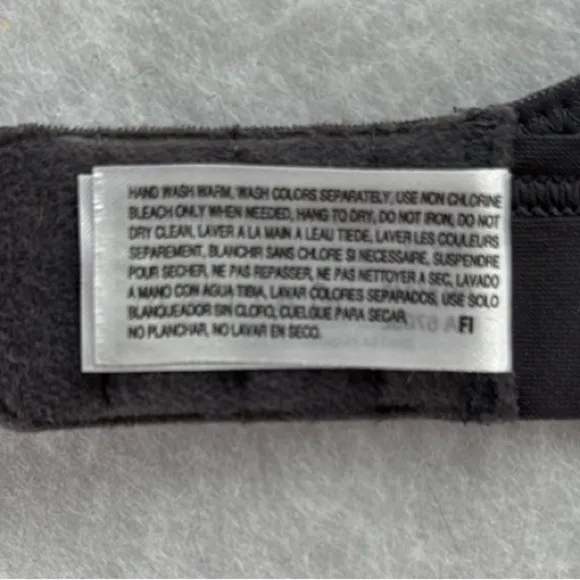 HAND WASH WARM, WASH COLORS SEPARATELY, USE NON CHLORINE
BLEACH ONLY WHEN NEEDED, HANG TO DRY, DO NOT IRON, DO NOT
DRY CLEAN, LAVER A LA MAIN A LEAU TIEDE, LAVER LES COULEURS
SEPAREMENT, BLANCHIR SANS CHLORE SI NECESSAIRE, SUSPENDRE
POUR SECHER, NE PAS REPASSER, NE PAS NETTOYER A SEC, LAVADO
A MANO CON AGUA TIBIA, LAVAR COLORES SEPARADOS, USE SOLO
BLANQUEADOR SIN CLORO, CUELGUE PARA SECAR,
NO PLANCHAR, NO LAVAR EN SECO.